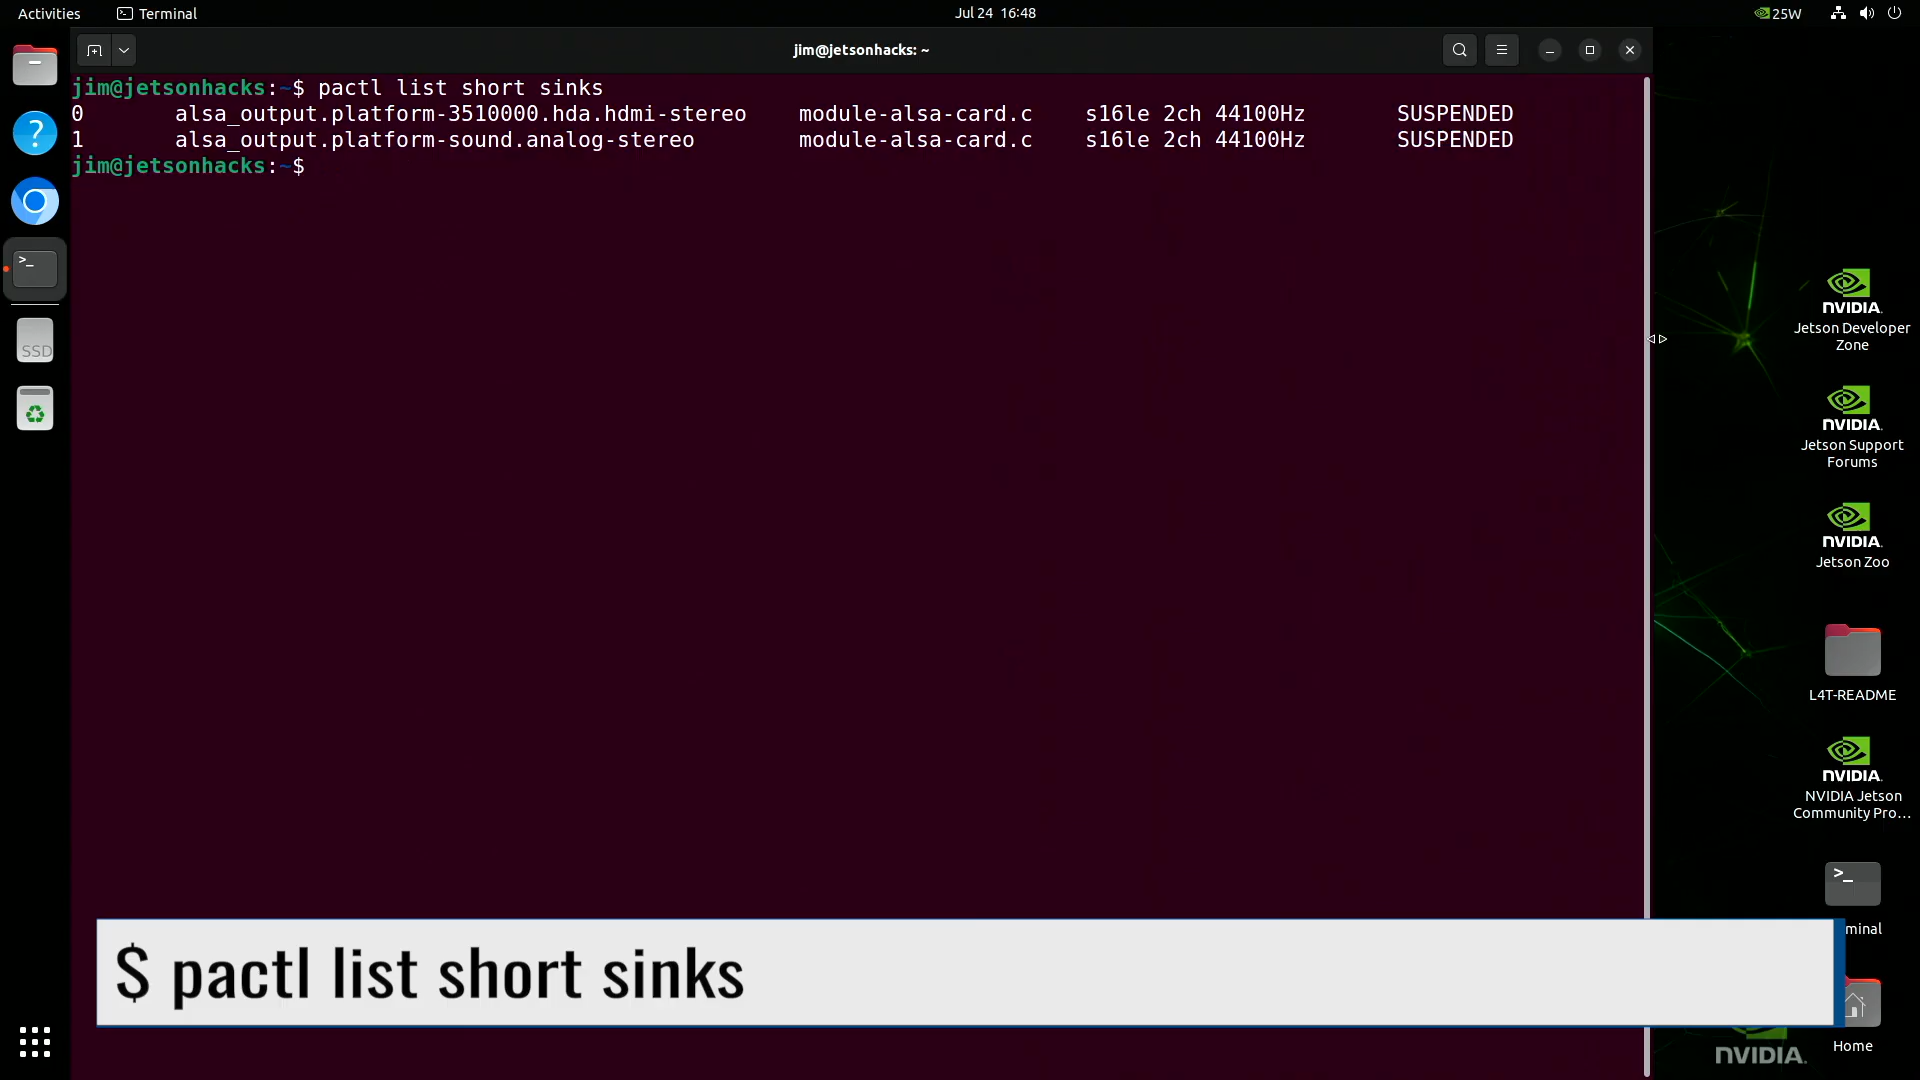 Activities
Terminal
Jul 24 16:48
25W
jim@jetsonhacks: ~
jim@jetsonhacks:~$ pactl list short sinks
0 alsa_output.platform-3510000.hda.hdmi-stereo module-alsa-card.c s16le 2ch 44100Hz SUSPENDED
1 alsa_output.platform-sound.analog-stereo module-alsa-card.c s16le 2ch 44100Hz SUSPENDED
jim@jetsonhacks:~$
SSD
NVIDIA.
Jetson Developer
Zone
NVIDIA.
Jetson Support
Forums
NVIDIA.
Jetson Zoo
L4T-README
NVIDIA.
NVIDIA Jetson
Community Pro...
>_
minal
$ pactl list short sinks
Home
NVIDIA.